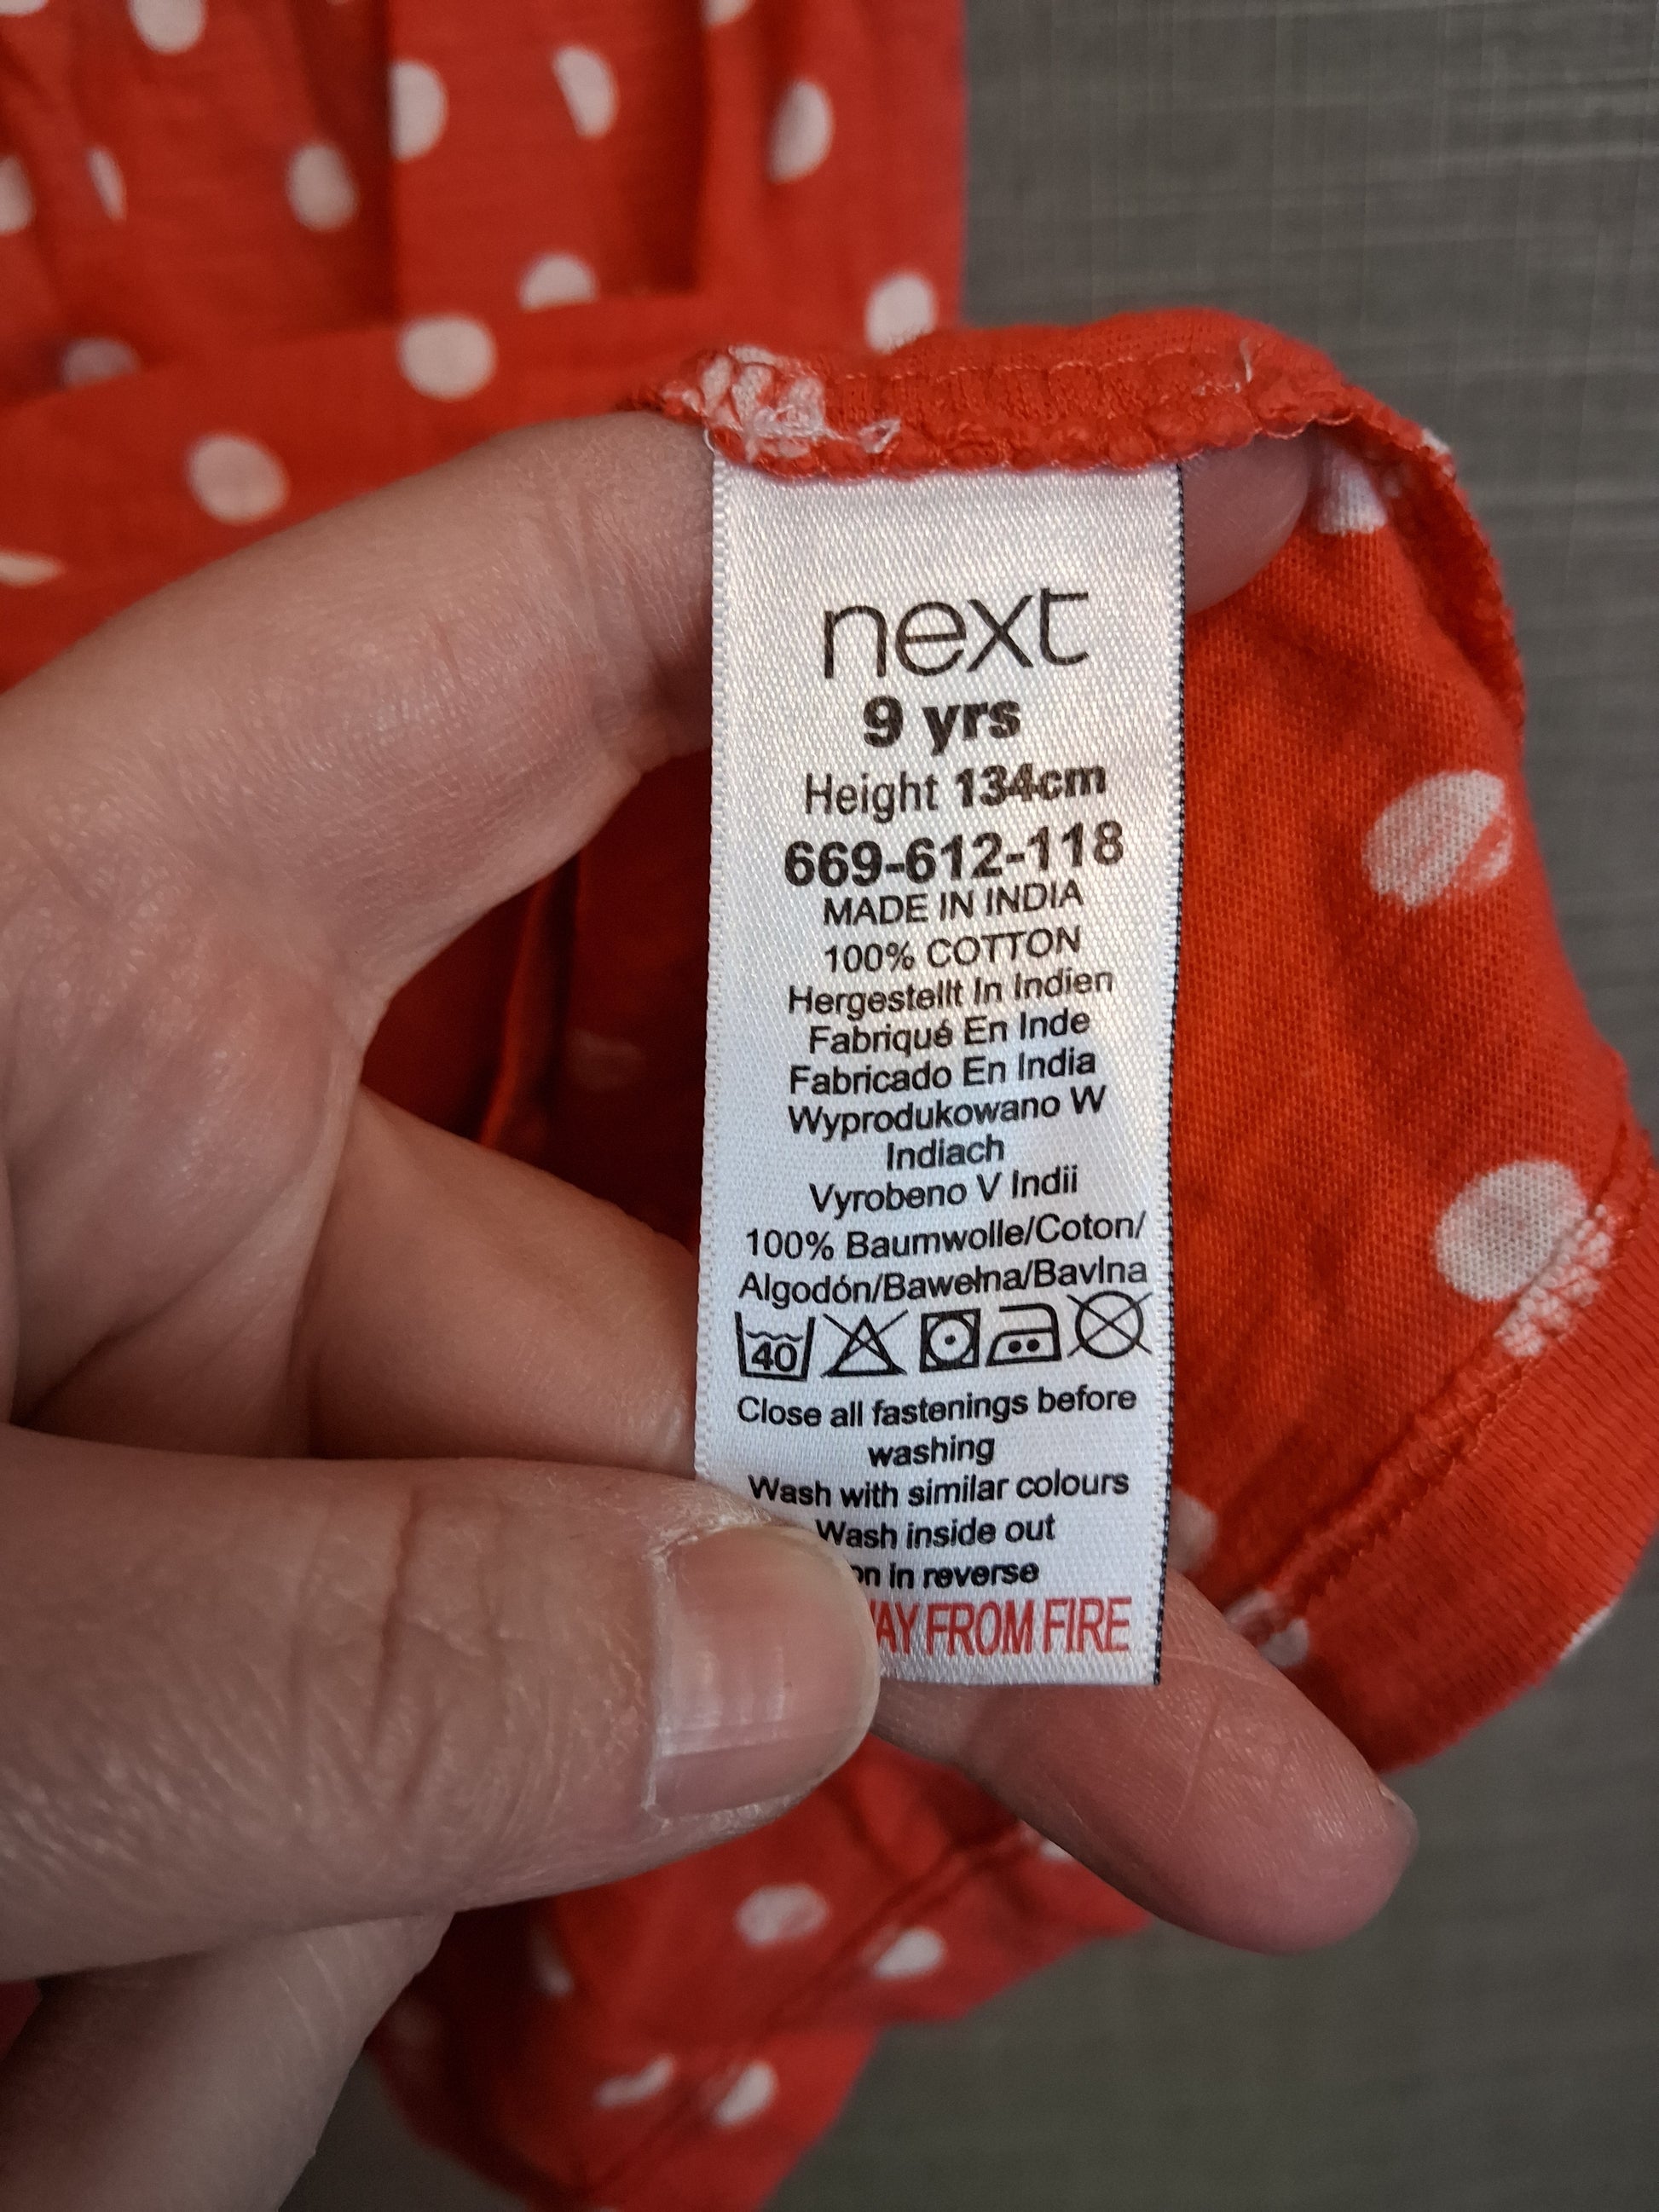 next
9 yrs
Height 134cm
669-612-118
MADE IN INDIA
100% COTTON
Hergestellt In Indien
Fabriqué En Inde
Fabricado En India
Wyprodukowano W
Indiach
Vyrobeno V Indii
100% Baumwolle/Coton/
Algodón/Bawełna/Bavlna
40
Close all fastenings before
washing
Wash with similar colours
Wash inside out
in reverse
FROM FIRE